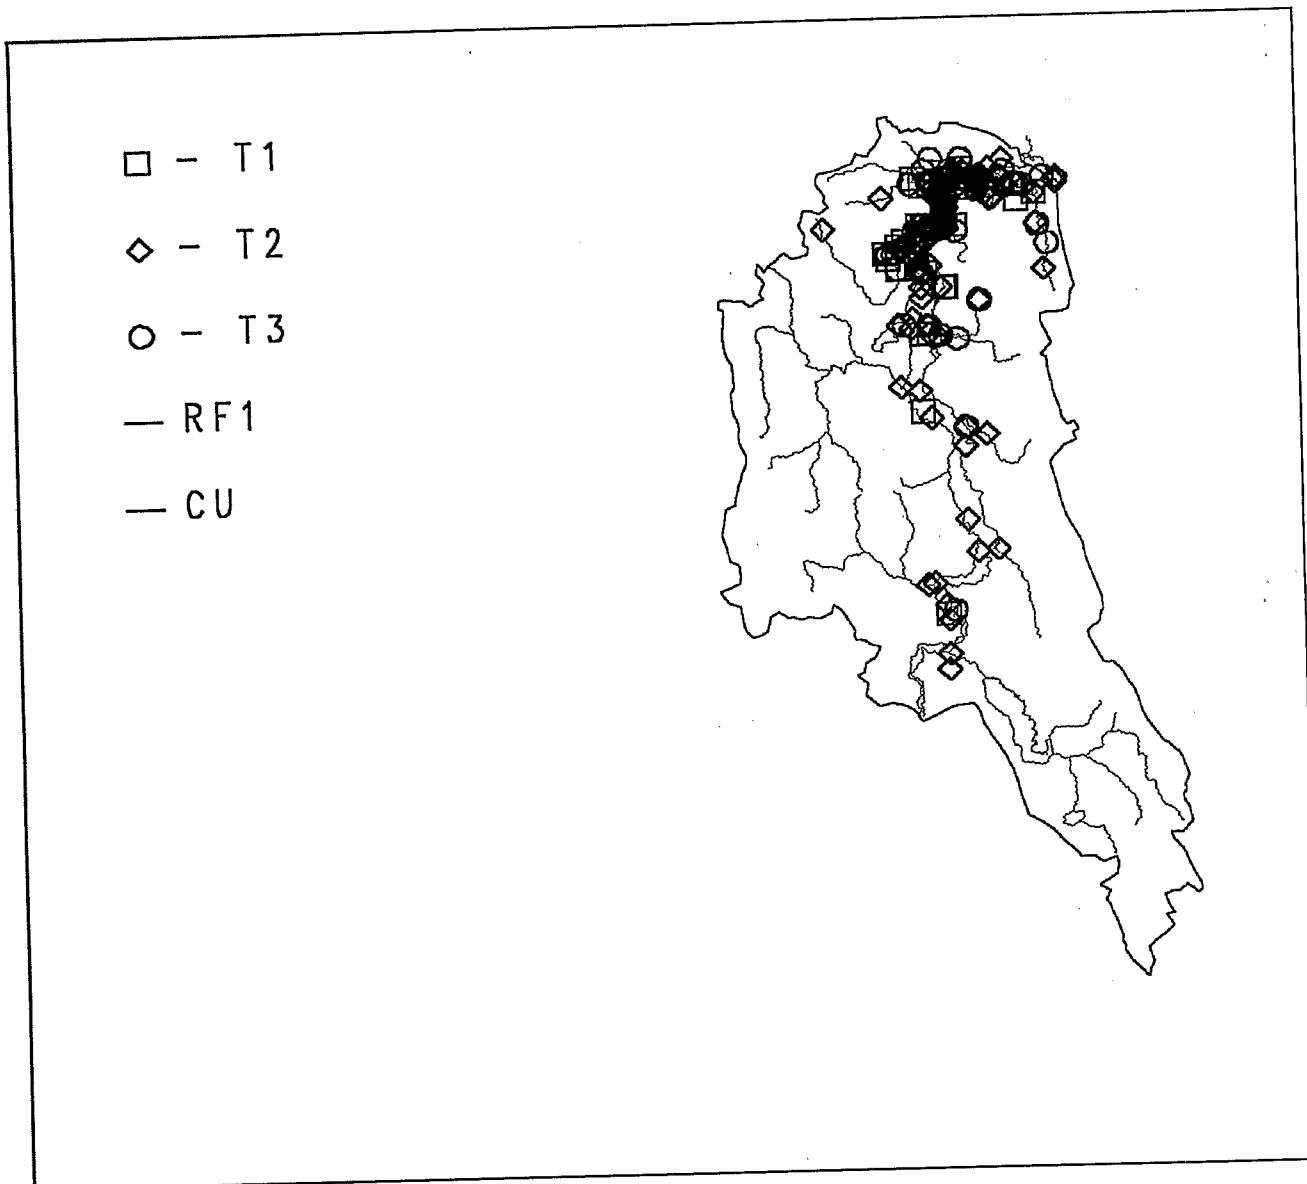 □ - T1
◇ - T2
○ - T3
— RF1
— CU